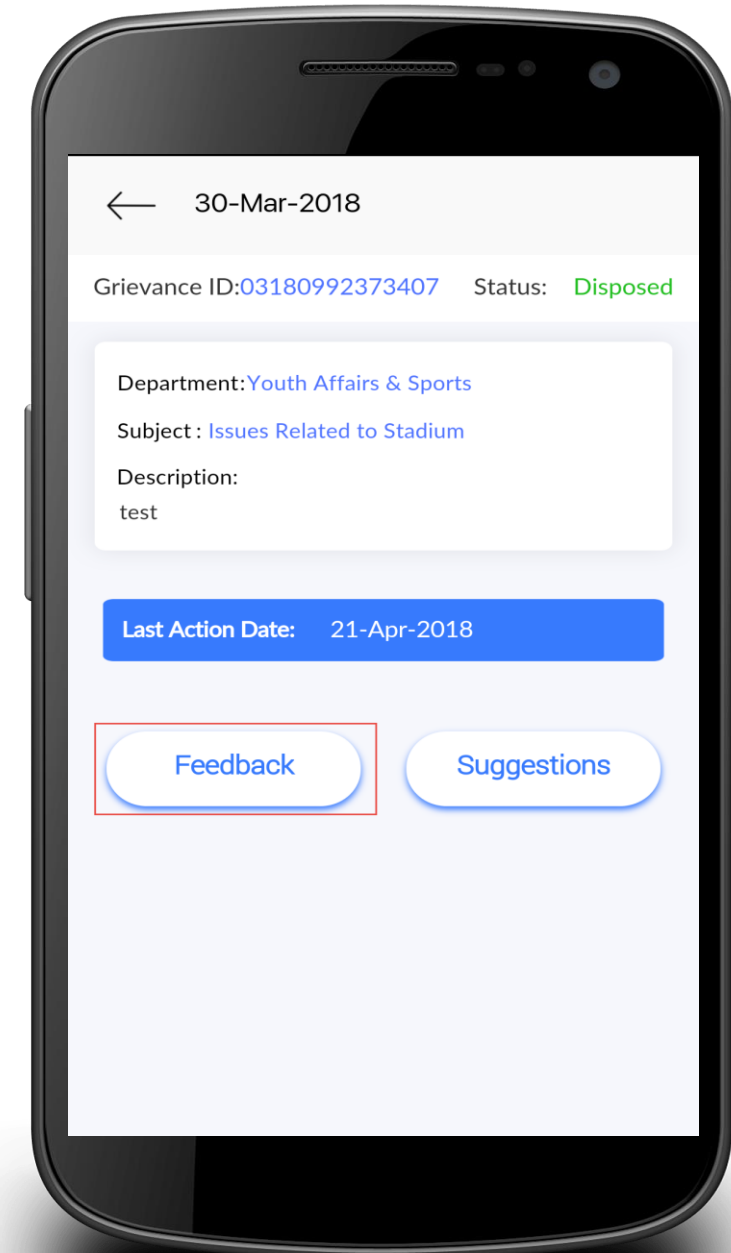 30-Mar-2018
Grievance ID:03180992373407 Status: Disposed
Department:Youth Affairs & Sports
Subject : Issues Related to Stadium
Description:
test
Last Action Date: 21-Apr-2018
Feedback Suggestions